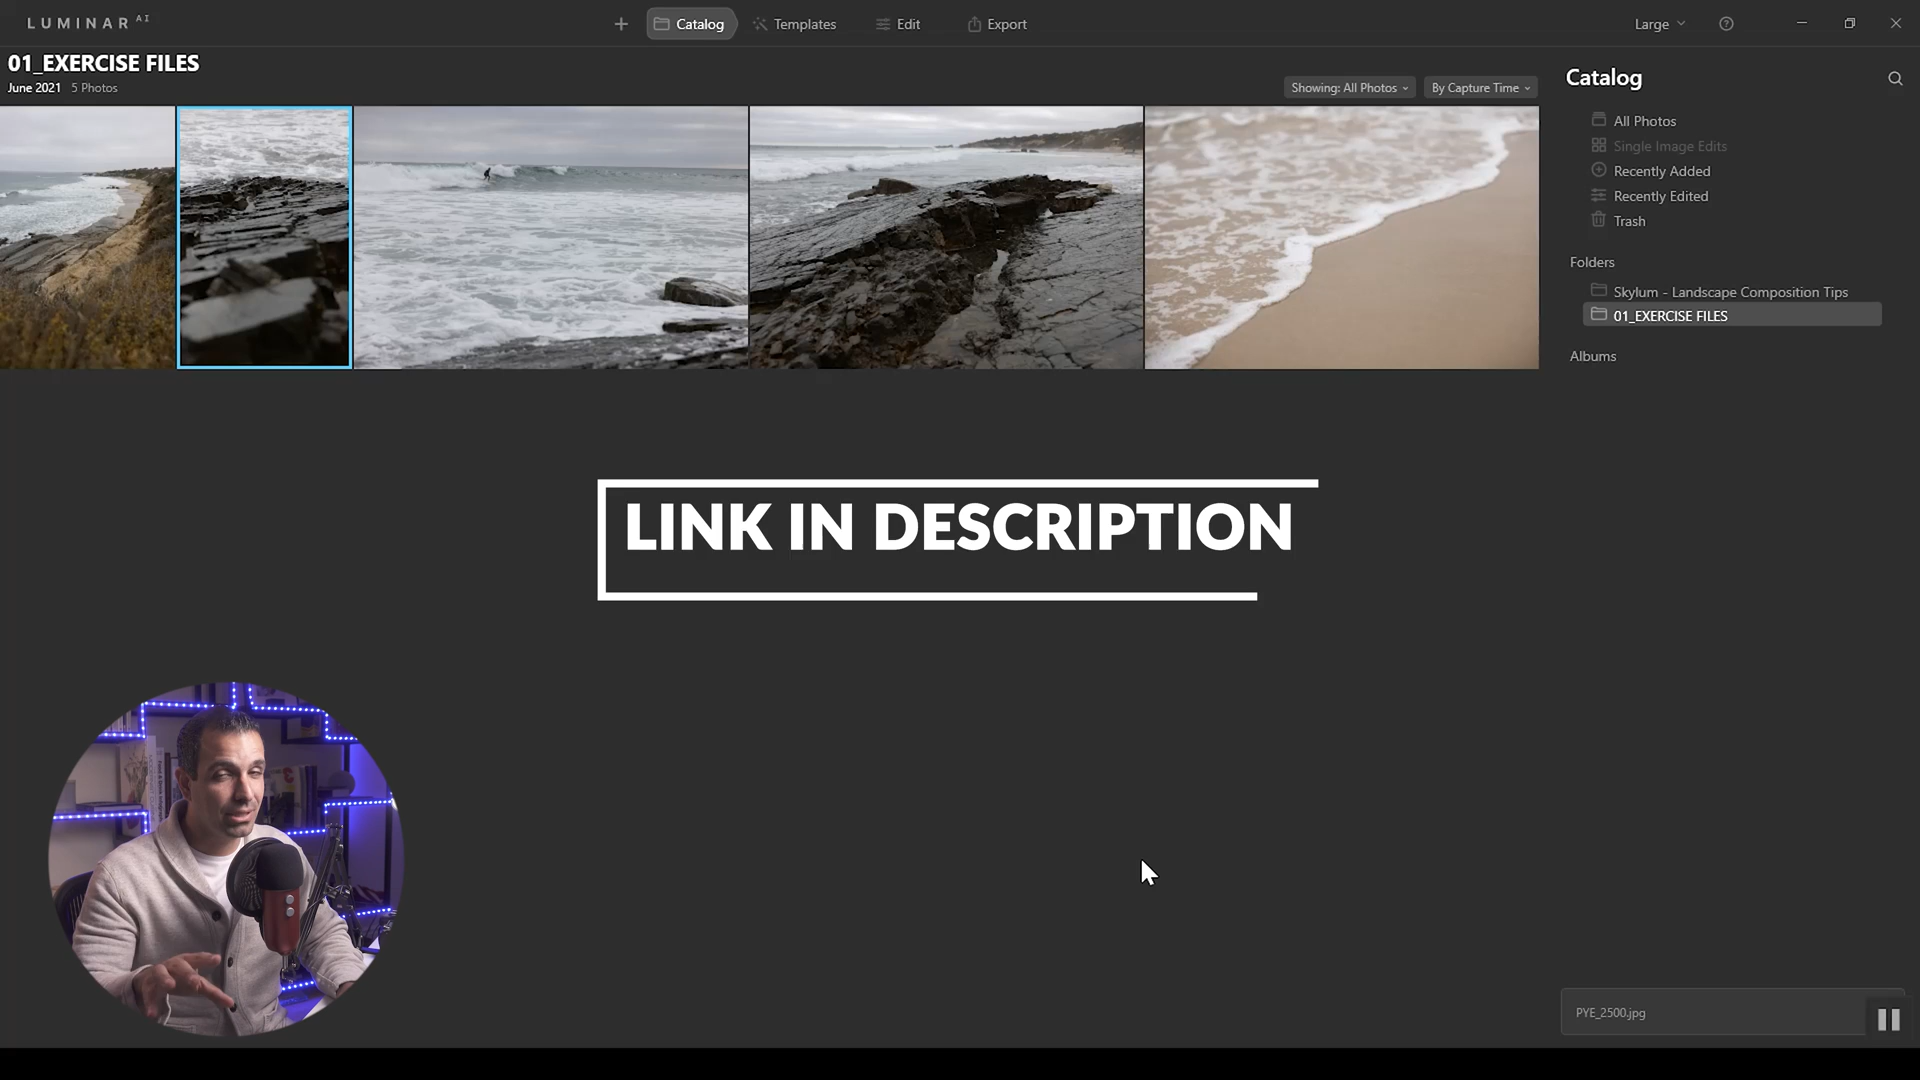 LUMINAR AI
Catalog
Templates
Edit
Export
Large
01_EXERCISE FILES
June 2021 5 Photos
Showing: All Photos
By Capture Time
Catalog
All Photos
Single Image Edits
Recently Added
Recently Edited
Trash
Folders
Skylum - Landscape Composition Tips
01_EXERCISE FILES
Albums
LINK IN DESCRIPTION
PYE_2500.jpg